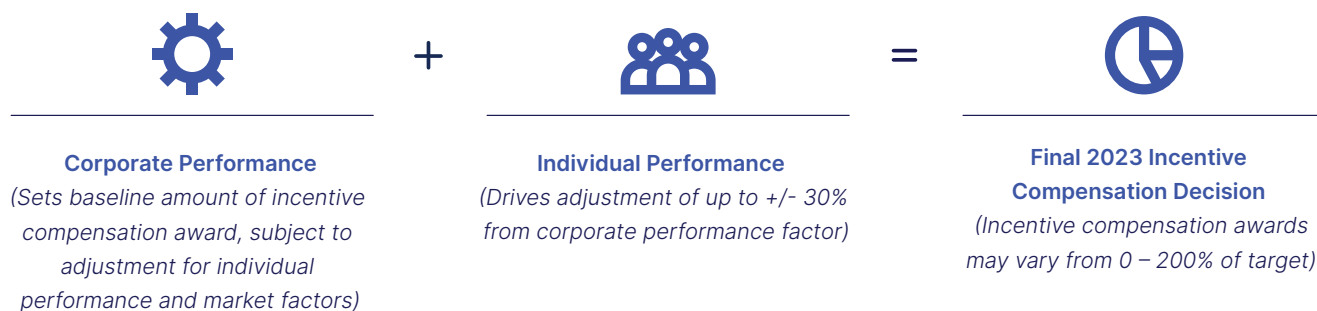 +
=
Corporate Performance
(Sets baseline amount of incentive
compensation award, subject to
adjustment for individual
performance and market factors)
Individual Performance
(Drives adjustment of up to +/- 30%
from corporate performance factor)
Final 2023 Incentive
Compensation Decision
(Incentive compensation awards
may vary from 0 – 200% of target)